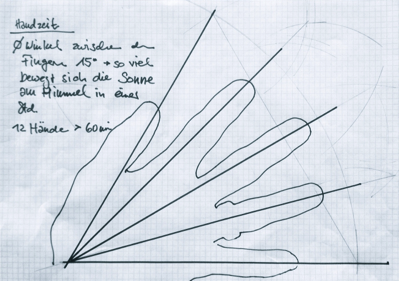 Handzeit
Ø Winkel zwischen den
Fingern 15° → so viel
bewegt sich die Sonne
am Himmel in einer
Std
12 Hände > 60 min